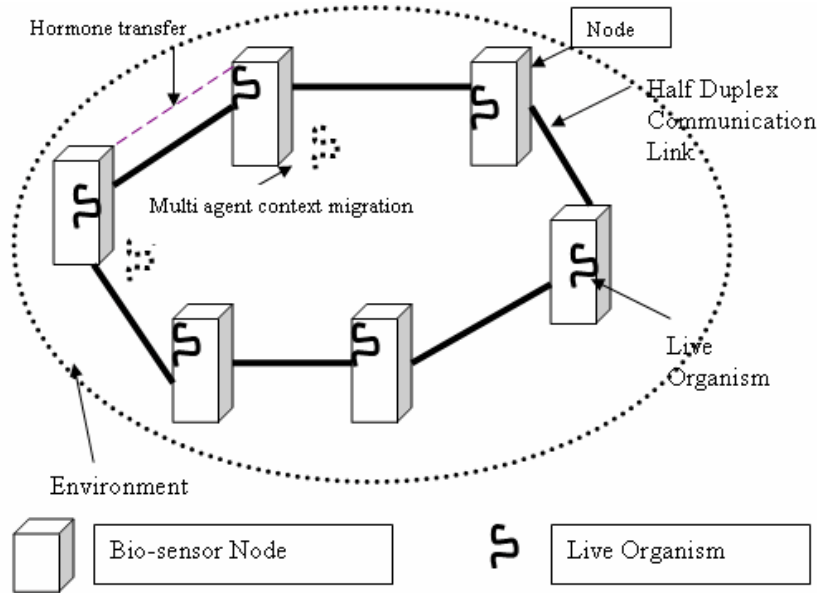 Hormone transfer
Node
Half Duplex
Communication
Link
Multi agent context migration
Live
Organism
Environment
Bio-sensor Node
Live Organism